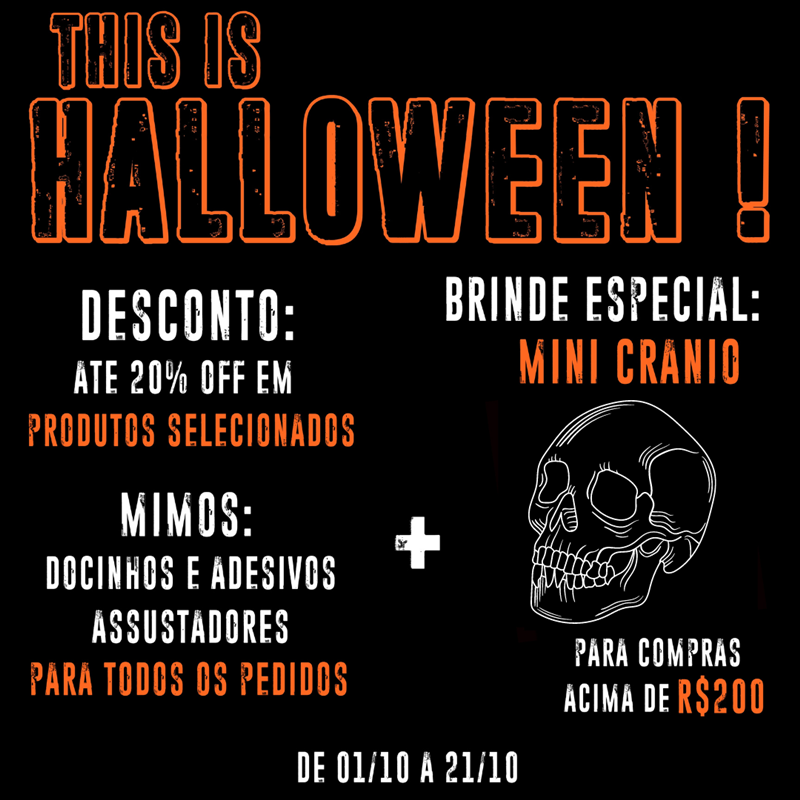 THIS IS
HALLOWEEN !
DESCONTO:
ATE 20% OFF EM
PRODUTOS SELECIONADOS
MIMOS:
DOCINHOS E ADESIVOS
ASSUSTADORES
PARA TODOS OS PEDIDOS
+
BRINDE ESPECIAL:
MINI CRANIO
PARA COMPRAS
ACIMA DE R$200
DE 01/10 A 21/10